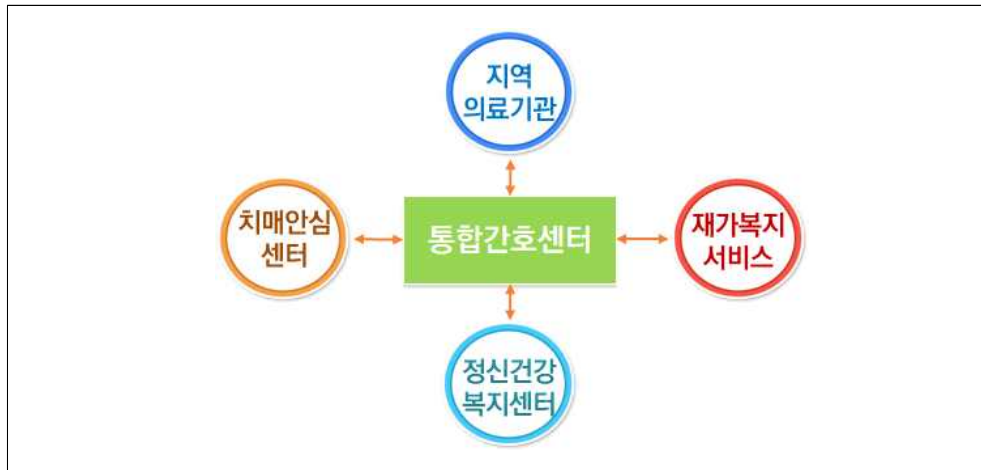 지역
의료기관
치매안심
센터
통합간호센터
재가복지
서비스
정신건강
복지센터